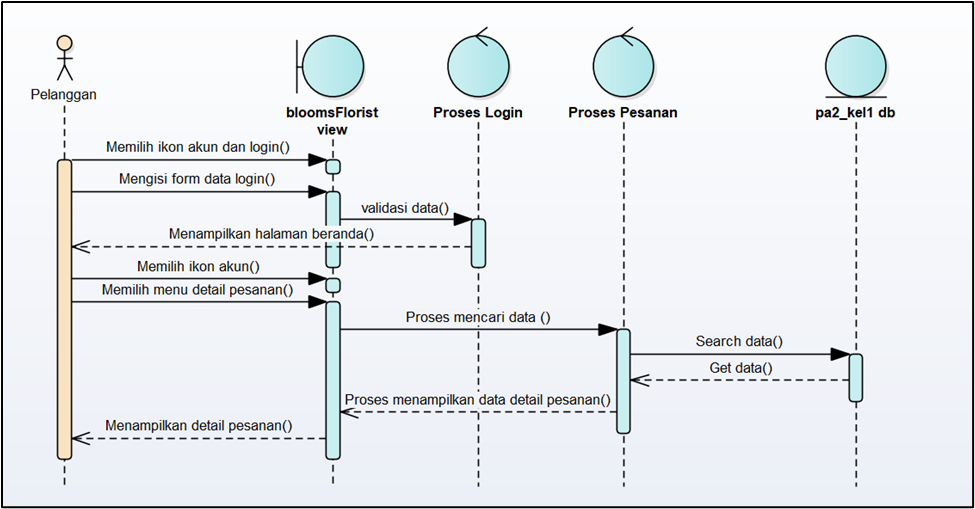 Pelanggan
bloomsFlorist
view
Proses Login
Proses Pesanan
pa2_kel1 db
Memilih ikon akun dan login()
Mengisi form data login()
validasi data()
Menampilkan halaman beranda()
Memilih ikon akun()
Memilih menu detail pesanan()
Proses mencari data ()
Search data()
Get data()
Proses menampilkan data detail pesanan()
Menampilkan detail pesanan()